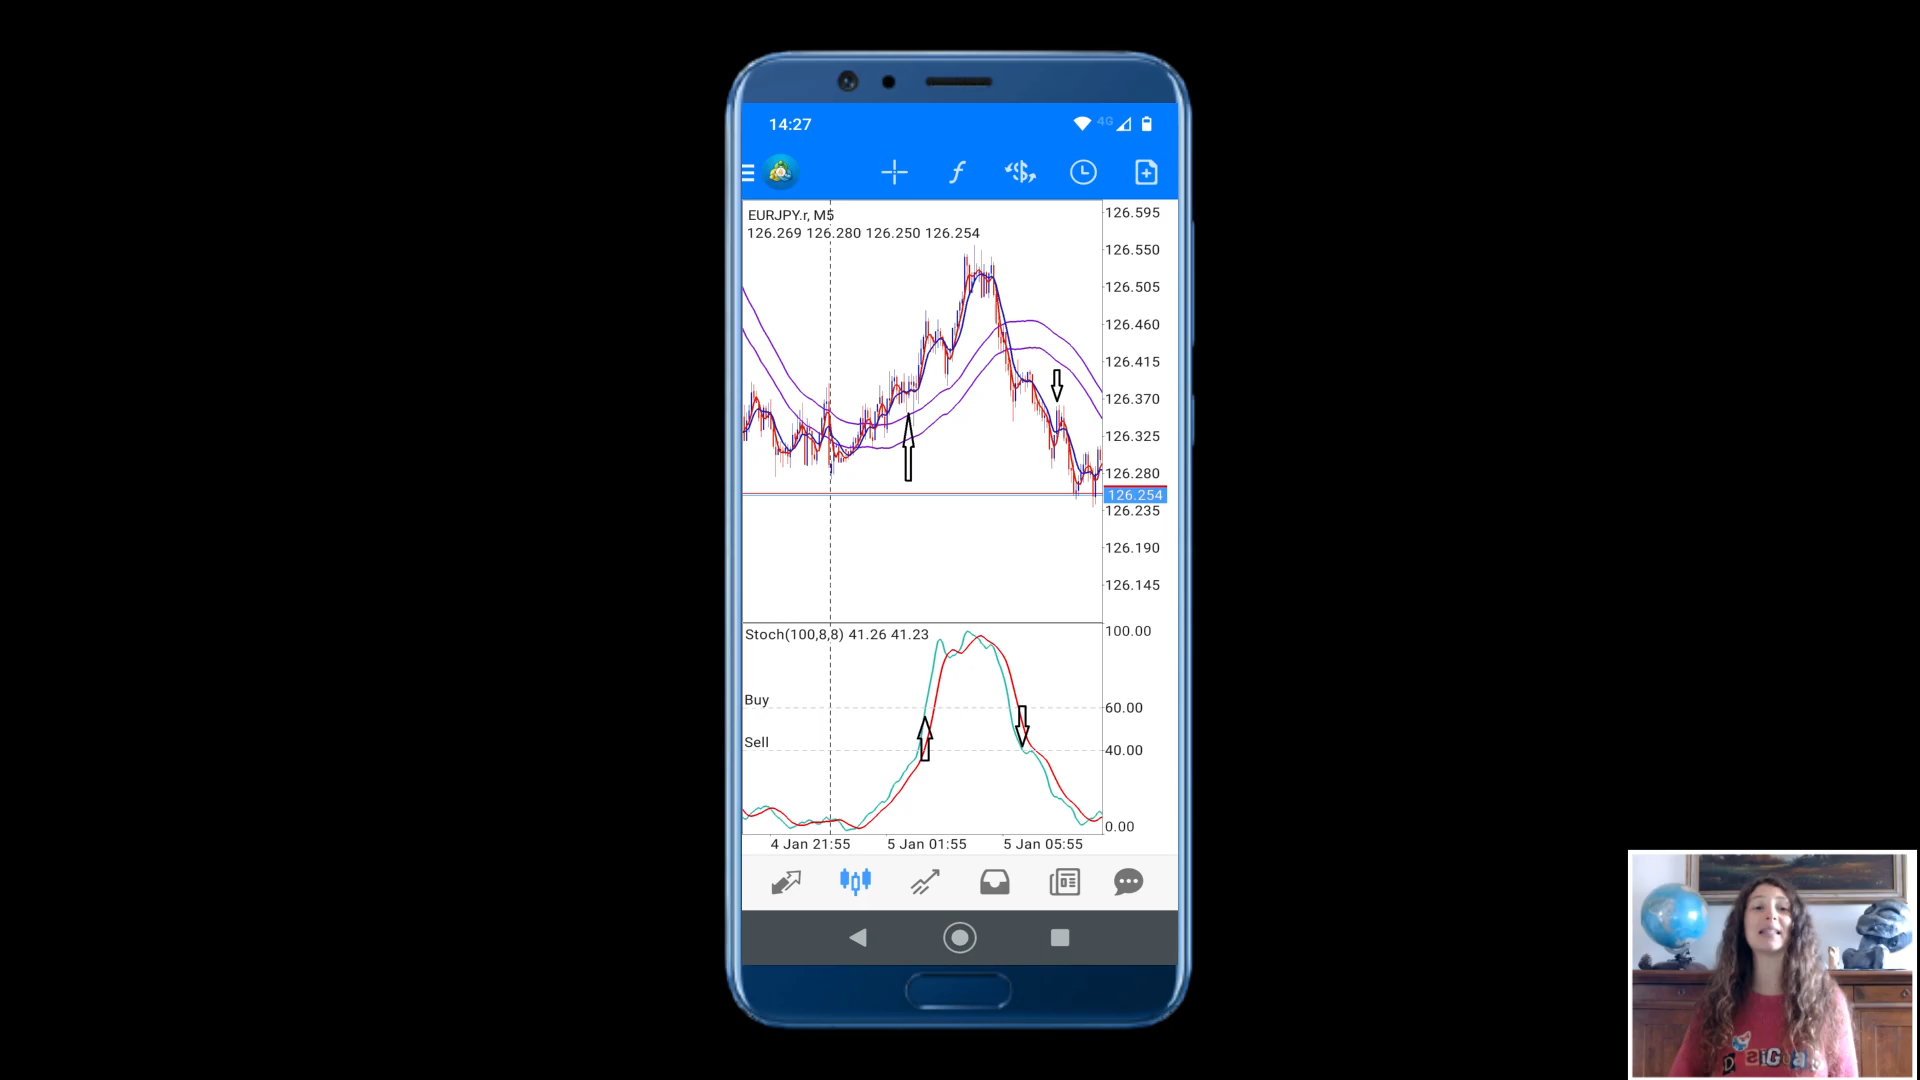 14:27
4G
EURJPY.r, M5
126.269 126.280 126.250 126.254
126.595
126.550
126.505
126.460
126.415
126.370
126.325
126.280
126.254
126.235
126.190
126.145
Stoch(100,8,8) 41.26 41.23
100.00
Buy
60.00
Sell
40.00
0.00
4 Jan 21:55 5 Jan 01:55 5 Jan 05:55